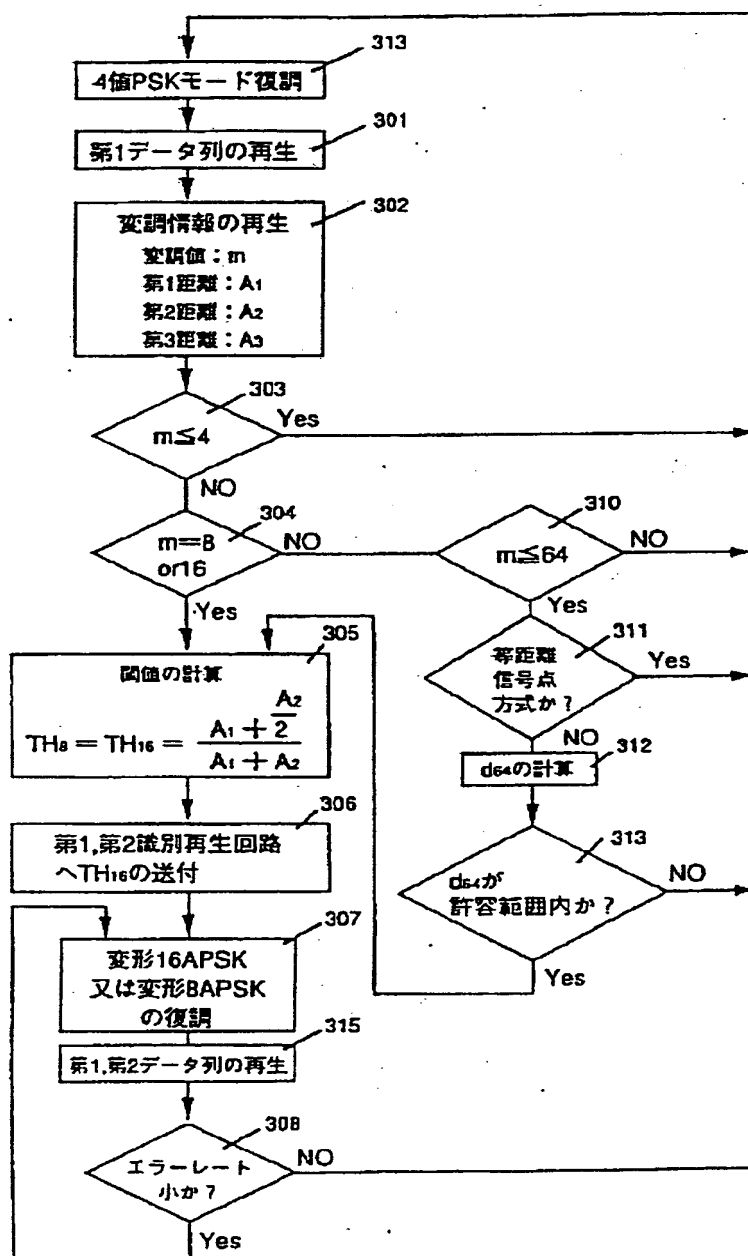 313
4値PSKモード復調
301
第1データ列の再生
302
変調情報の再生
変調値：m
第1距離：A₁
第2距離：A₂
第3距離：A₃
303
m≦4
Yes
NO
304
m=8
or16
NO
Yes
310
m≦64
NO
Yes
311
等距離
信号点
方式か？
Yes
NO
312
d₆₄の計算
313
d₆₄が
許容範囲内か？
NO
Yes
305
閾値の計算
TH₈ = TH₁₆ = (A₁ + A₂/2) / (A₁ + A₂)
306
第1,第2識別再生回路
へTH₁₆の送付
307
変形16APSK
又は変形8APSK
の復調
315
第1,第2データ列の再生
308
エラーレート
小か？
NO
Yes